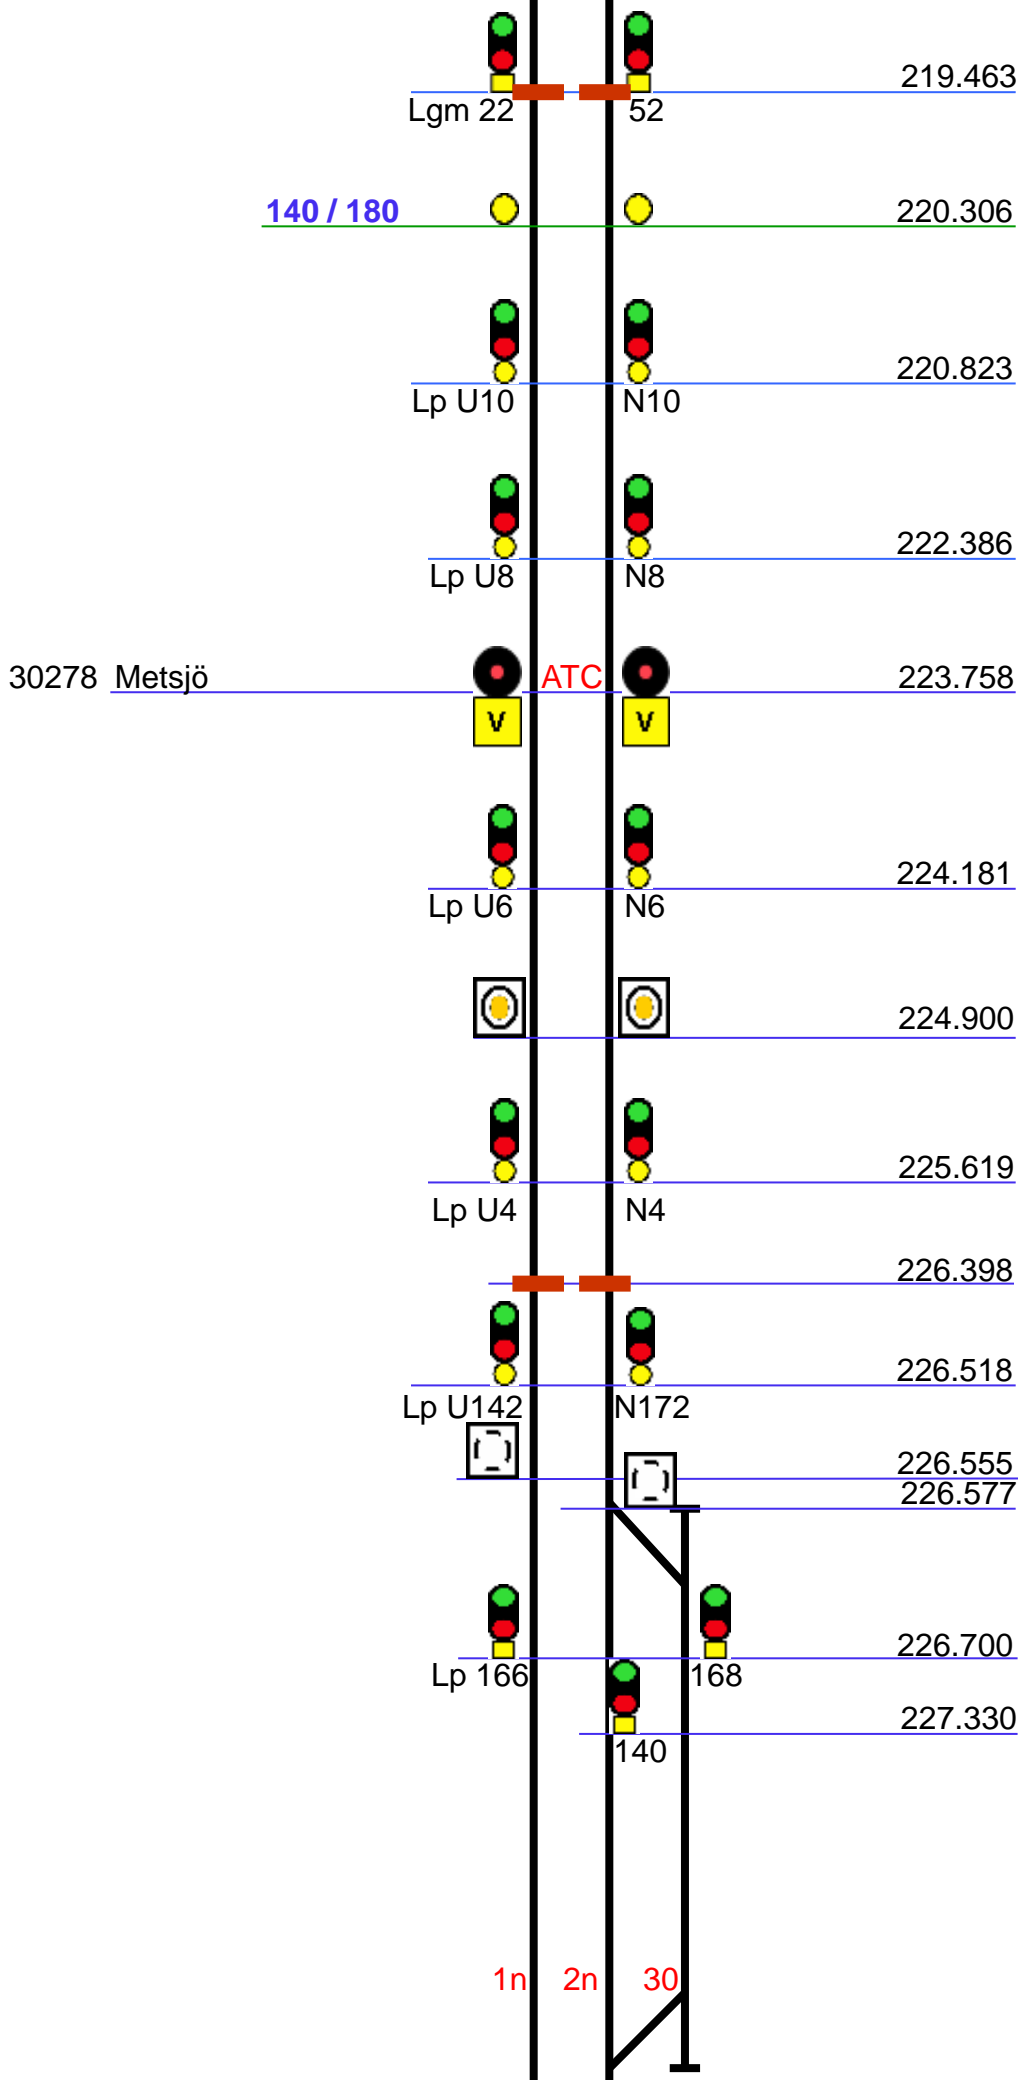 219.463
Lgm 22 52
140 / 180 220.306
220.823
Lp U10 N10
222.386
Lp U8 N8
30278 Metsjö ATC 223.758
V V
224.181
Lp U6 N6
224.900
225.619
Lp U4 N4
226.398
226.518
Lp U142 N172
226.555
226.577
226.700
Lp 166 168
227.330
140
1n 2n 30